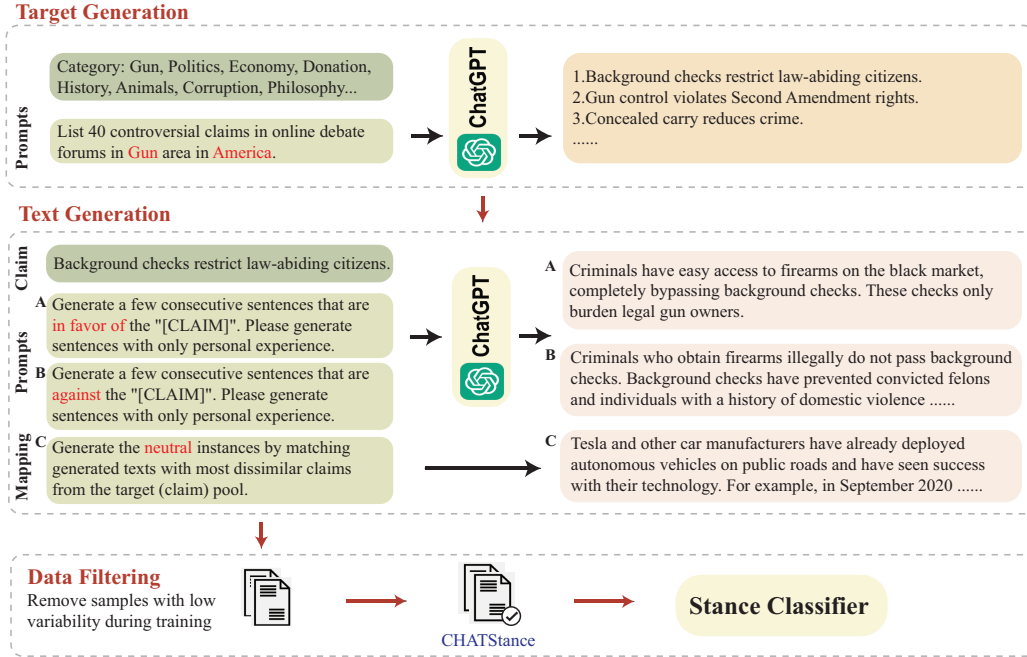 Target Generation
Prompts
Category: Gun, Politics, Economy, Donation,
History, Animals, Corruption, Philosophy...
List 40 controversial claims in online debate
forums in Gun area in America.
ChatGPT
1.Background checks restrict law-abiding citizens.
2.Gun control violates Second Amendment rights.
3.Concealed carry reduces crime.
......
Text Generation
Claim
Background checks restrict law-abiding citizens.
Prompts
A
Generate a few consecutive sentences that are
in favor of the "[CLAIM]". Please generate
sentences with only personal experience.
B
Generate a few consecutive sentences that are
against the "[CLAIM]". Please generate
sentences with only personal experience.
Mapping
C
Generate the neutral instances by matching
generated texts with most dissimilar claims
from the target (claim) pool.
ChatGPT
A
Criminals have easy access to firearms on the black market,
completely bypassing background checks. These checks only
burden legal gun owners.
B
Criminals who obtain firearms illegally do not pass background
checks. Background checks have prevented convicted felons
and individuals with a history of domestic violence ......
C
Tesla and other car manufacturers have already deployed
autonomous vehicles on public roads and have seen success
with their technology. For example, in September 2020 ......
Data Filtering
Remove samples with low
variability during training
CHATStance
Stance Classifier